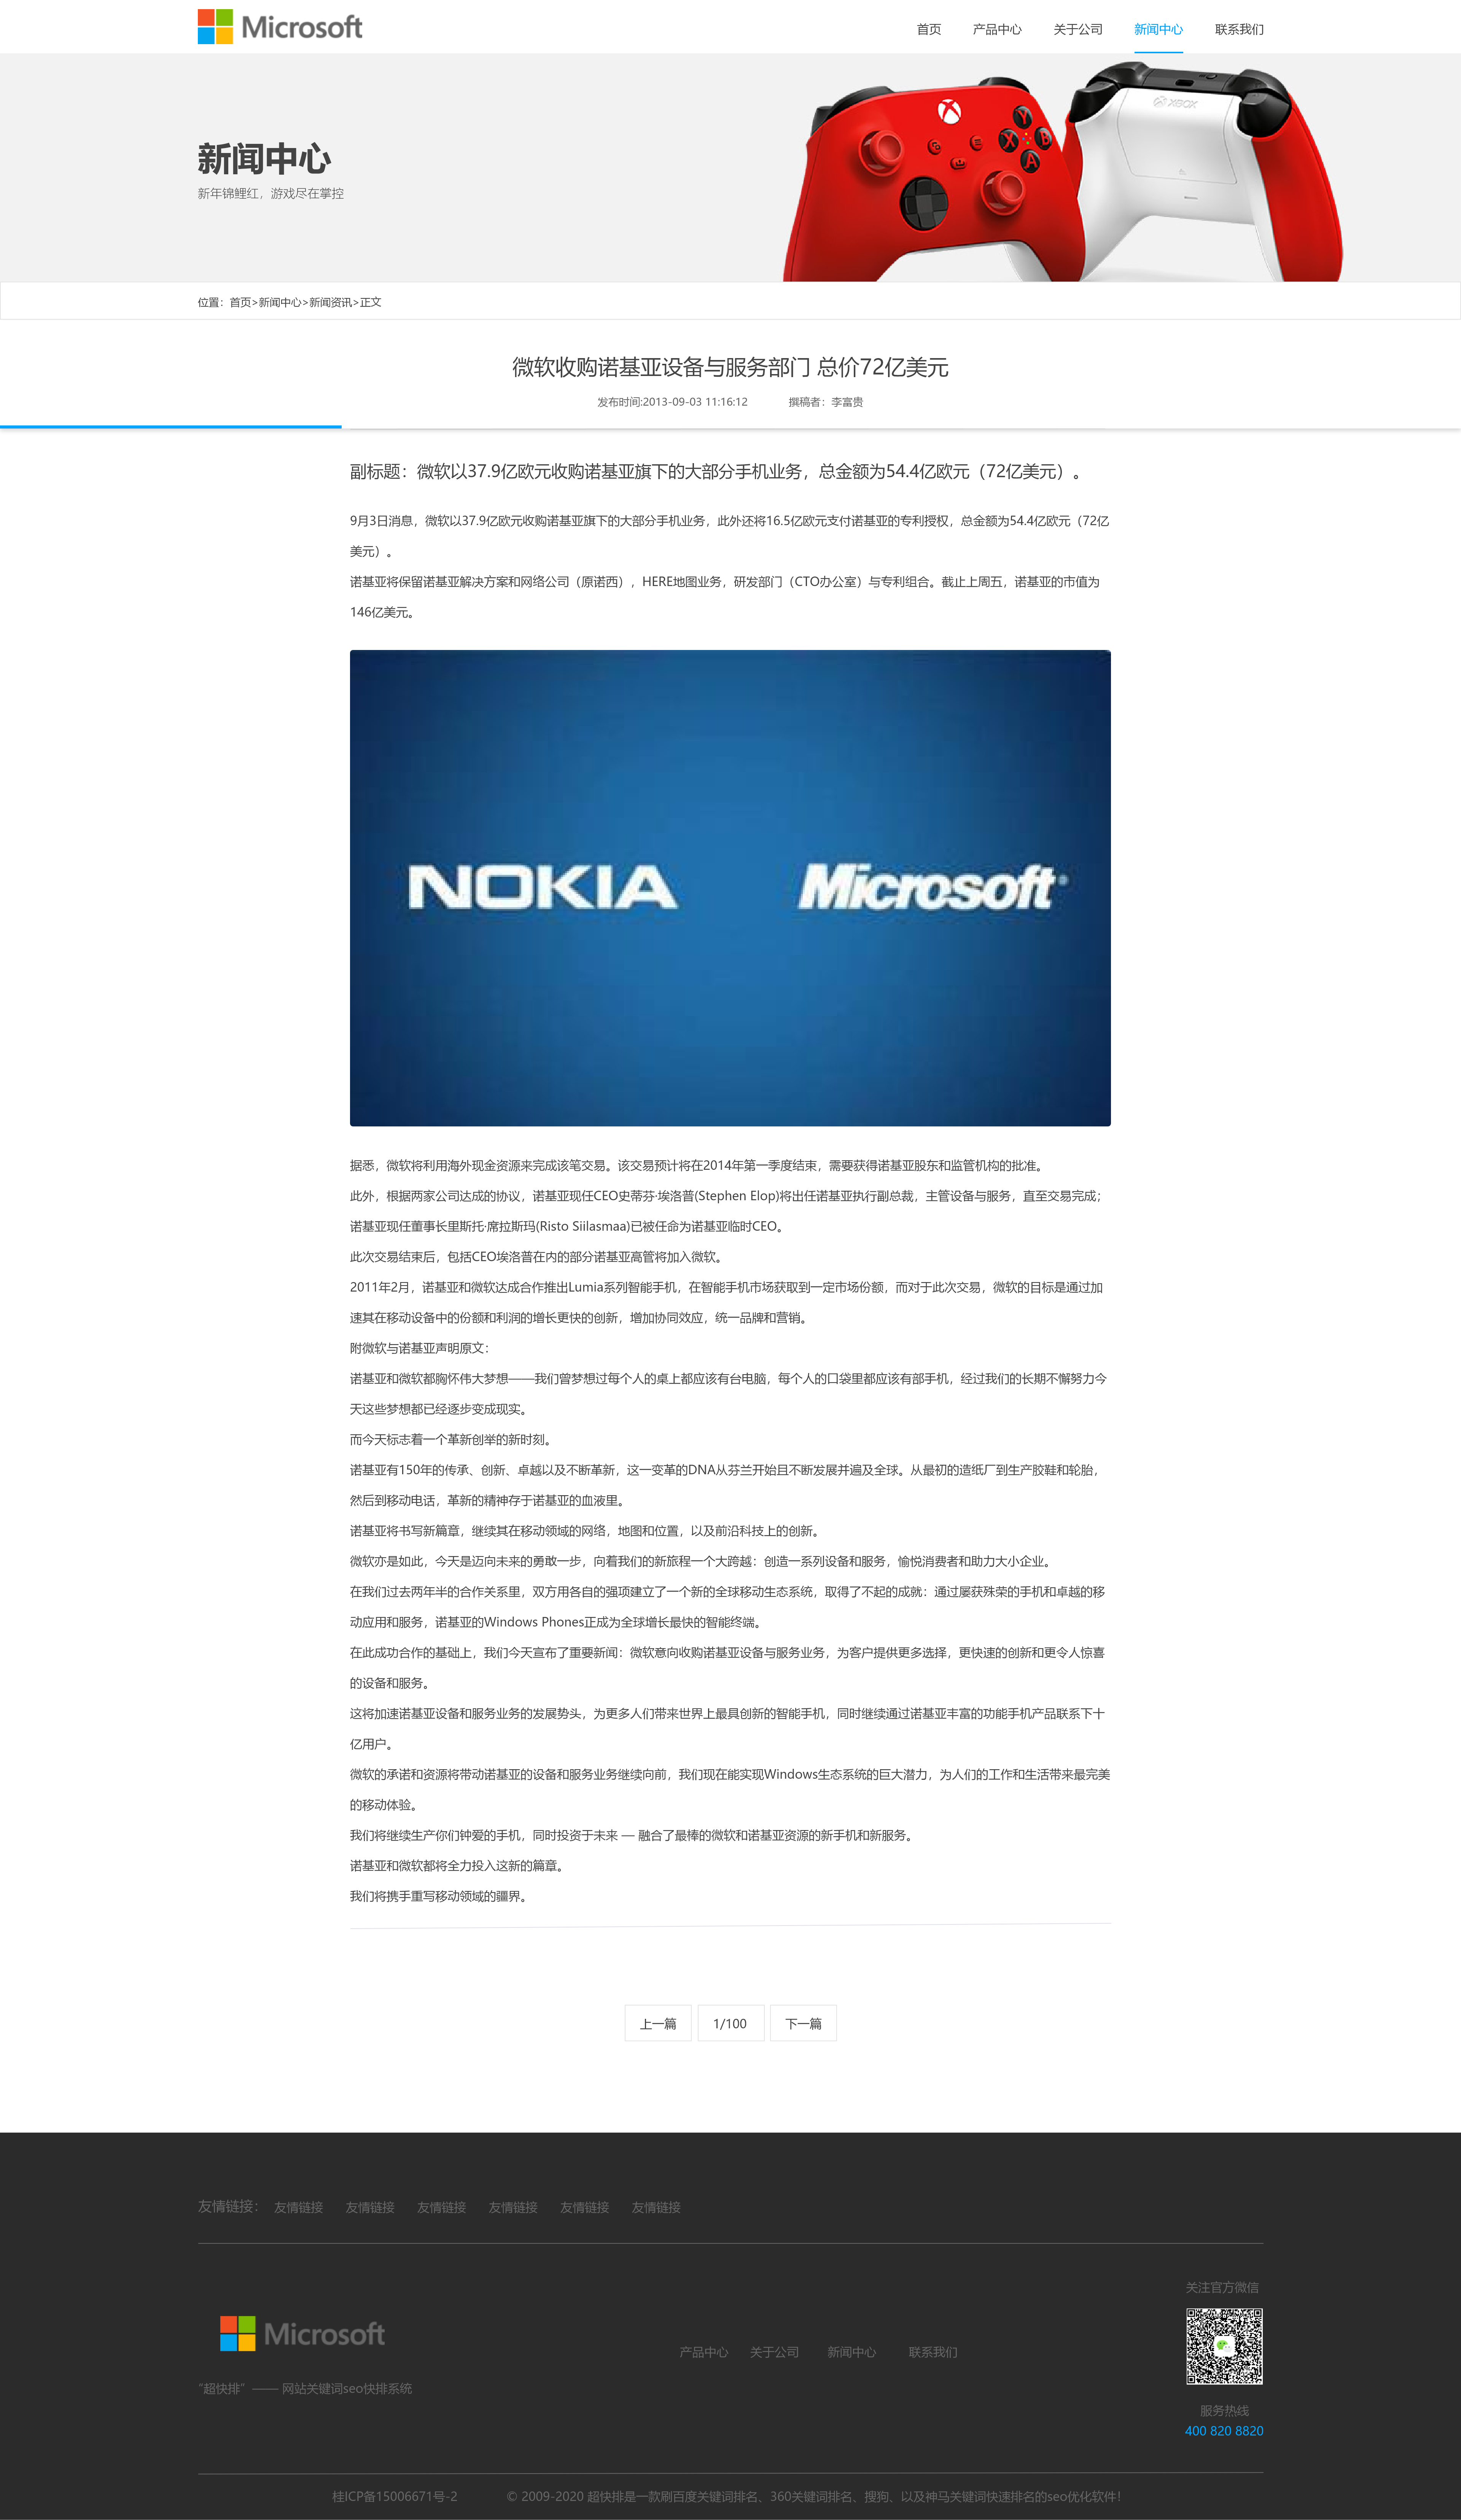 Microsoft
首页 产品中心 关于公司 新闻中心 联系我们
新闻中心
新年锦鲤红，游戏尽在掌控
XBOX
Y
X B
A
位置：首页>新闻中心>新闻资讯>正文
微软收购诺基亚设备与服务部门 总价72亿美元
发布时间:2013-09-03 11:16:12 撰稿者：李富贵
副标题：微软以37.9亿欧元收购诺基亚旗下的大部分手机业务，总金额为54.4亿欧元（72亿美元）。
9月3日消息，微软以37.9亿欧元收购诺基亚旗下的大部分手机业务，此外还将16.5亿欧元支付诺基亚的专利授权，总金额为54.4亿欧元（72亿
美元）。
诺基亚将保留诺基亚解决方案和网络公司（原诺西），HERE地图业务，研发部门（CTO办公室）与专利组合。截止上周五，诺基亚的市值为
146亿美元。
NOKIA Microsoft®
据悉，微软将利用海外现金资源来完成该笔交易。该交易预计将在2014年第一季度结束，需要获得诺基亚股东和监管机构的批准。
此外，根据两家公司达成的协议，诺基亚现任CEO史蒂芬·埃洛普(Stephen Elop)将出任诺基亚执行副总裁，主管设备与服务，直至交易完成；
诺基亚现任董事长里斯托·席拉斯玛(Risto Siilasmaa)已被任命为诺基亚临时CEO。
此次交易结束后，包括CEO埃洛普在内的部分诺基亚高管将加入微软。
2011年2月，诺基亚和微软达成合作推出Lumia系列智能手机，在智能手机市场获取到一定市场份额，而对于此次交易，微软的目标是通过加
速其在移动设备中的份额和利润的增长更快的创新，增加协同效应，统一品牌和营销。
附微软与诺基亚声明原文：
诺基亚和微软都胸怀伟大梦想——我们曾梦想过每个人的桌上都应该有台电脑，每个人的口袋里都应该有部手机，经过我们的长期不懈努力今
天这些梦想都已经逐步变成现实。
而今天标志着一个革新创举的新时刻。
诺基亚有150年的传承、创新、卓越以及不断革新，这一变革的DNA从芬兰开始且不断发展并遍及全球。从最初的造纸厂到生产胶鞋和轮胎，
然后到移动电话，革新的精神存于诺基亚的血液里。
诺基亚将书写新篇章，继续其在移动领域的网络，地图和位置，以及前沿科技上的创新。
微软亦是如此，今天是迈向未来的勇敢一步，向着我们的新旅程一个大跨越：创造一系列设备和服务，愉悦消费者和助力大小企业。
在我们过去两年半的合作关系里，双方用各自的强项建立了一个新的全球移动生态系统，取得了不起的成就：通过屡获殊荣的手机和卓越的移
动应用和服务，诺基亚的Windows Phones正成为全球增长最快的智能终端。
在此成功合作的基础上，我们今天宣布了重要新闻：微软意向收购诺基亚设备与服务业务，为客户提供更多选择，更快速的创新和更令人惊喜
的设备和服务。
这将加速诺基亚设备和服务业务的发展势头，为更多人们带来世界上最具创新的智能手机，同时继续通过诺基亚丰富的功能手机产品联系下十
亿用户。
微软的承诺和资源将带动诺基亚的设备和服务业务继续向前，我们现在能实现Windows生态系统的巨大潜力，为人们的工作和生活带来最完美
的移动体验。
我们将继续生产你们钟爱的手机，同时投资于未来 — 融合了最棒的微软和诺基亚资源的新手机和新服务。
诺基亚和微软都将全力投入这新的篇章。
我们将携手重写移动领域的疆界。
上一篇 1/100 下一篇
友情链接： 友情链接 友情链接 友情链接 友情链接 友情链接 友情链接
关注官方微信
Microsoft
产品中心 关于公司 新闻中心 联系我们
“超快排” —— 网站关键词seo快排系统
服务热线
400 820 8820
桂ICP备15006671号-2 © 2009-2020 超快排是一款刷百度关键词排名、360关键词排名、搜狗、以及神马关键词快速排名的seo优化软件！